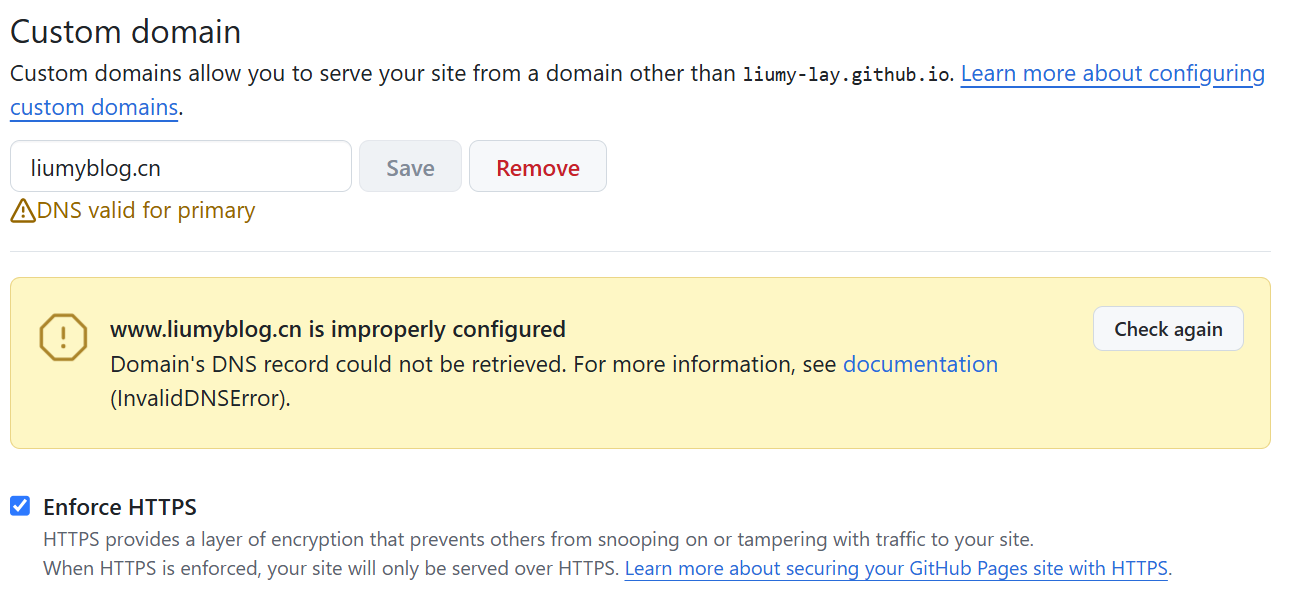 Custom domain
Custom domains allow you to serve your site from a domain other than liumy-lay.github.io. Learn more about configuring
custom domains.
liumyblog.cn Save Remove
DNS valid for primary
www.liumyblog.cn is improperly configured
Check again
Domain's DNS record could not be retrieved. For more information, see documentation
(InvalidDNSError).
Enforce HTTPS
HTTPS provides a layer of encryption that prevents others from snooping on or tampering with traffic to your site.
When HTTPS is enforced, your site will only be served over HTTPS. Learn more about securing your GitHub Pages site with HTTPS.